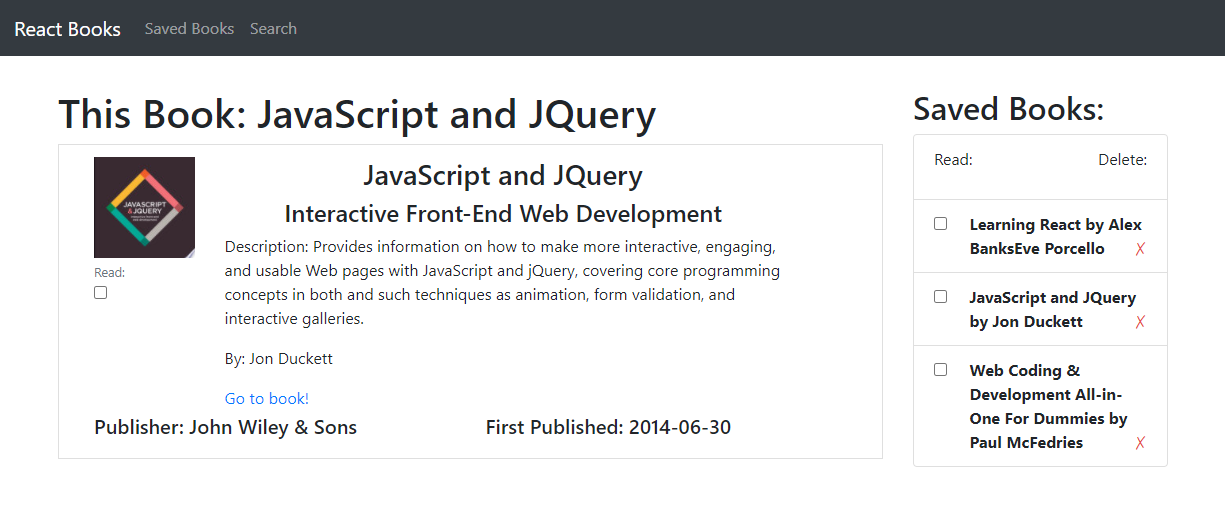 React Books Saved Books Search
This Book: JavaScript and JQuery
JAVASCRIPT
& JQUERY
Read:
JavaScript and JQuery
Interactive Front-End Web Development
Description: Provides information on how to make more interactive, engaging,
and usable Web pages with JavaScript and jQuery, covering core programming
concepts in both and such techniques as animation, form validation, and
interactive galleries.
By: Jon Duckett
Go to book!
Publisher: John Wiley & Sons First Published: 2014-06-30
Saved Books:
Read: Delete:
Learning React by Alex
BanksEve Porcello ✗
JavaScript and JQuery
by Jon Duckett ✗
Web Coding &
Development All-in-
One For Dummies by
Paul McFedries ✗